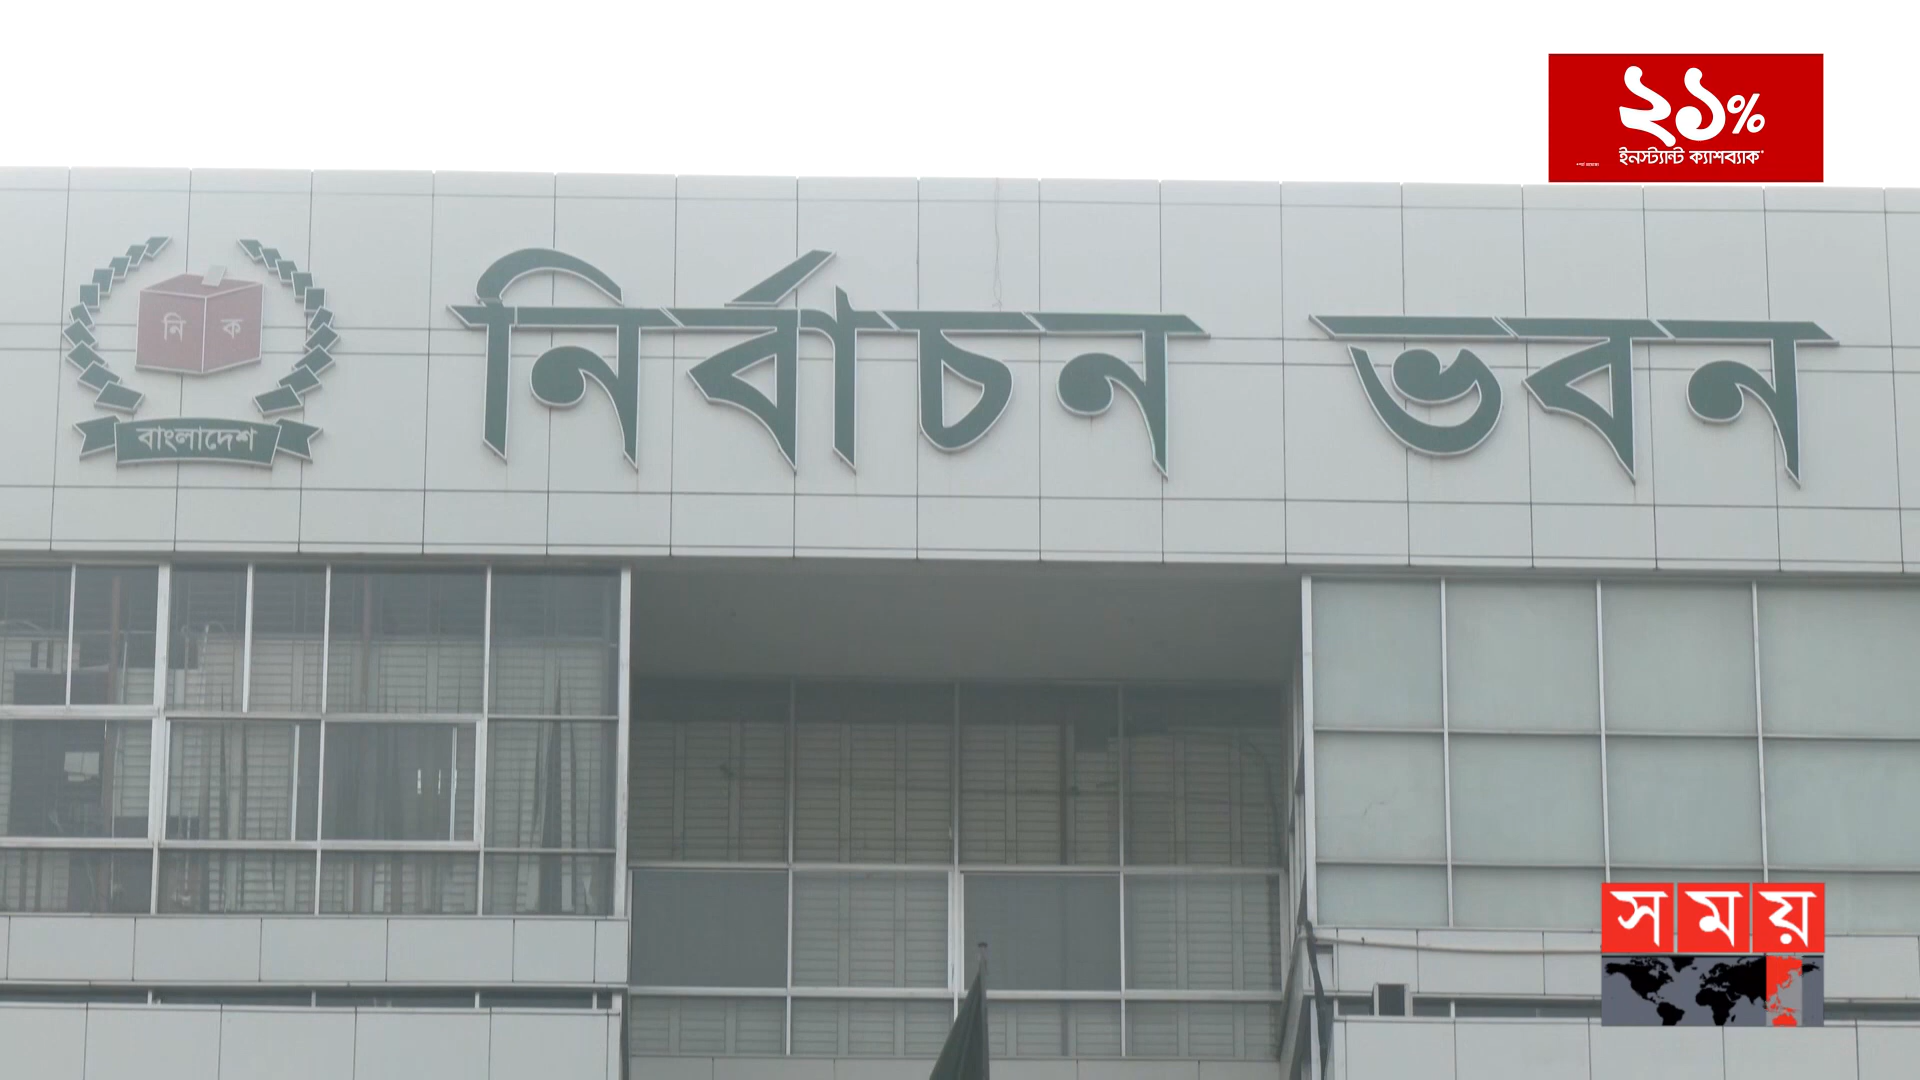 ২১%
ইনস্ট্যান্ট ক্যাশব্যাক*
নির্বাচন ভবন
নি ক
বাংলাদেশ
সময়